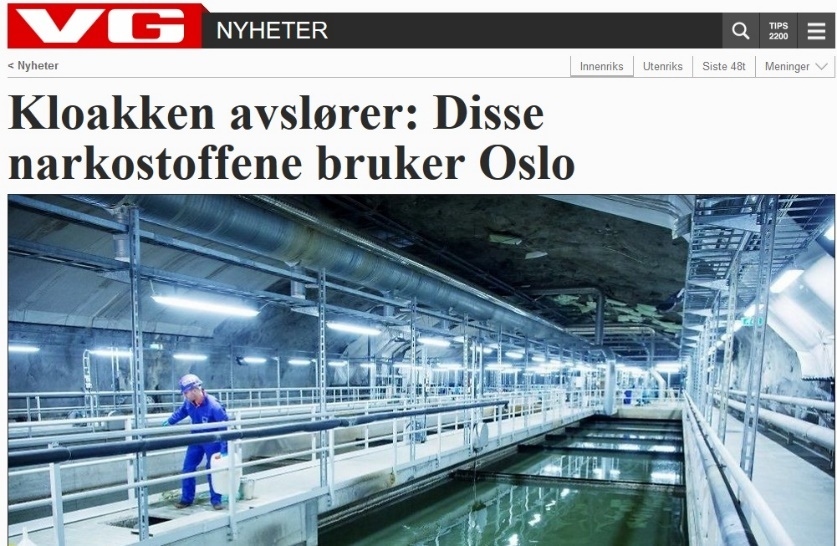 VG NYHETER
TIPS
2200
< Nyheter
Innenriks Utenriks Siste 48t Meninger
Kloakken avslører: Disse
narkostoffene bruker Oslo